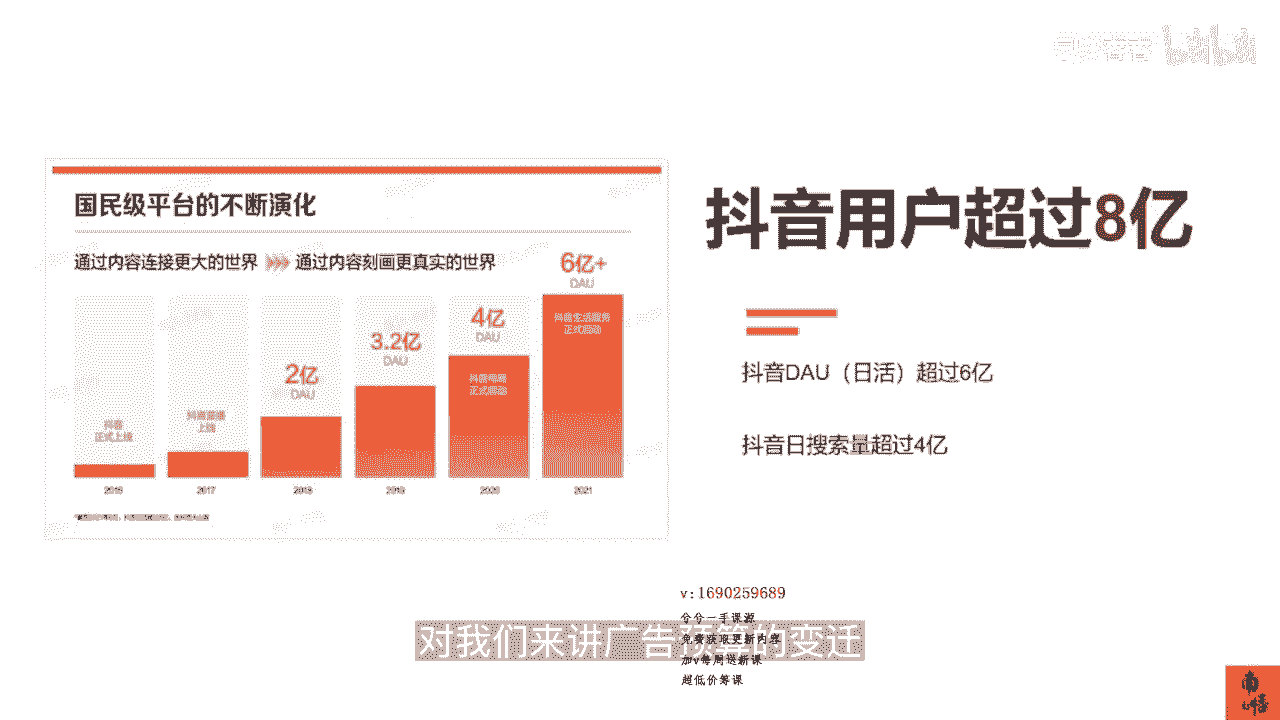 bilibili
国民级平台的不断演化
通过内容连接更大的世界 通过内容刻画更真实的世界
6亿+
DAU
4亿
DAU
3.2亿
DAU
2亿
DAU
抖音
正式上线
抖音直播
上线
抖音电商
正式启动
抖音生活服务
正式启动
2016
2017
2018
2019
2020
2021
抖音用户超过8亿
抖音DAU（日活）超过6亿
抖音日搜索量超过4亿
v:1690259689
兮兮一手课源
免费获取更新内容
加v每周送新课
超低价筹课
对我们来讲广告预算的变迁